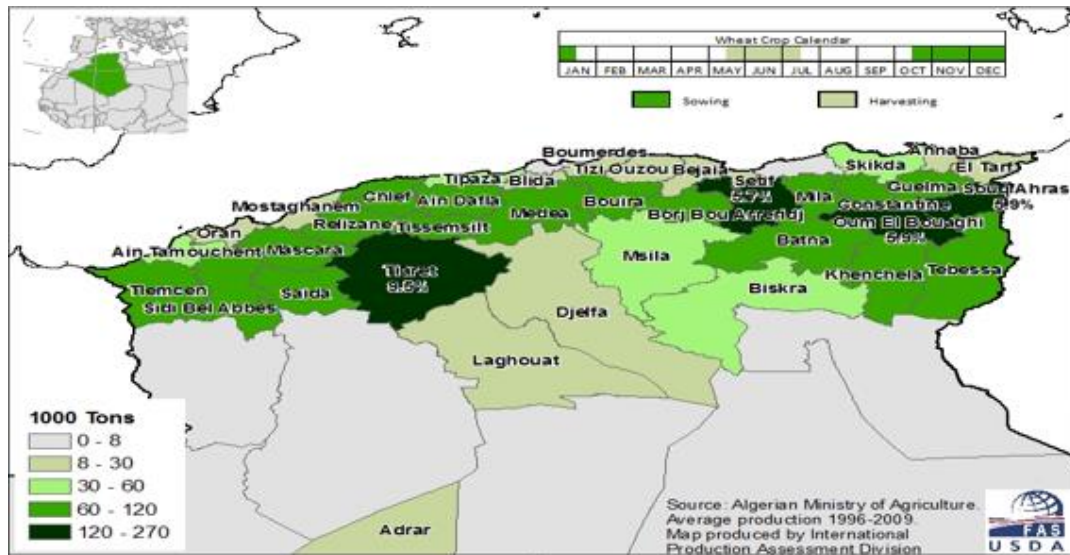 Wheat Crop Calendar
JAN FEB MAR APR MAY JUN JUL AUG SEP OCT NOV DEC
Sowing Harvesting
Boumerdes
Annaba
Tizi Ouzou
Bejaia
Skikda
El Tarf
Tipaza
Blida
Setif
5.7%
Mila
Guelma
Souq Ahras
5.9%
Chlef
Ain Dafla
Medea
Bouira
Borj Bou Arreridj
Constantine
Mostaghanem
Relizane
Tissemsilt
Oum El Bouaghi
5.9%
Oran
Ain Tamouchent
Mascara
Batna
Tiaret
9.5%
Msila
Khenchela
Tebessa
Tlemcen
Saida
Biskra
Sidi Bel Abbes
Djelfa
Laghouat
Adrar
1000 Tons
0 - 8
8 - 30
30 - 60
60 - 120
120 - 270
Source: Algerian Ministry of Agriculture.
Average production 1996-2009.
Map produced by International
Production Assessment Division
FAS
USDA